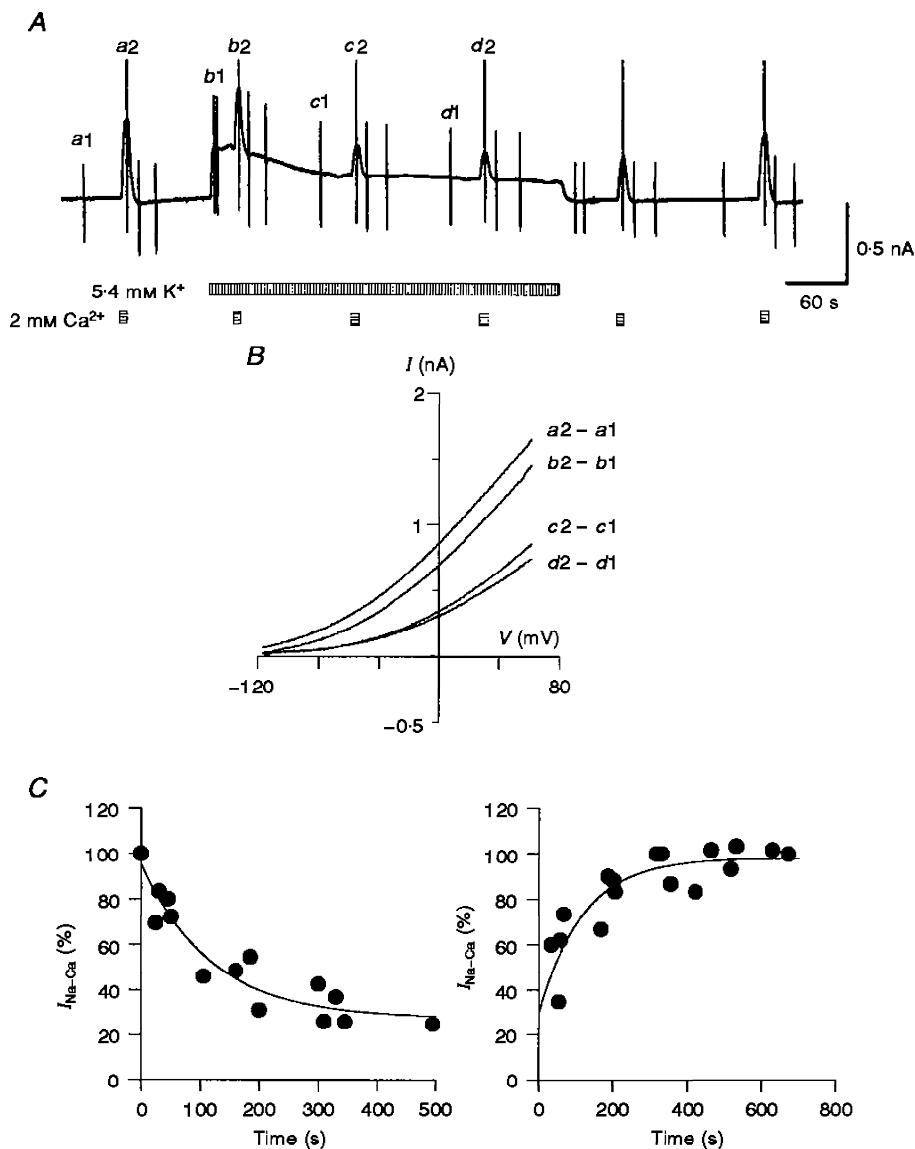 A
a2
b2
c2
d2
b1
c1
d1
a1
0·5 nA
60 s
5·4 mM K⁺
2 mM Ca²⁺
B
I (nA)
2
a2 – a1
b2 – b1
1
c2 – c1
d2 – d1
V (mV)
–120
80
–0·5
C
120
100
80
60
40
20
0
I Na–Ca (%)
0 100 200 300 400 500
Time (s)
120
100
80
60
40
20
0
I Na–Ca (%)
0 200 400 600 800
Time (s)